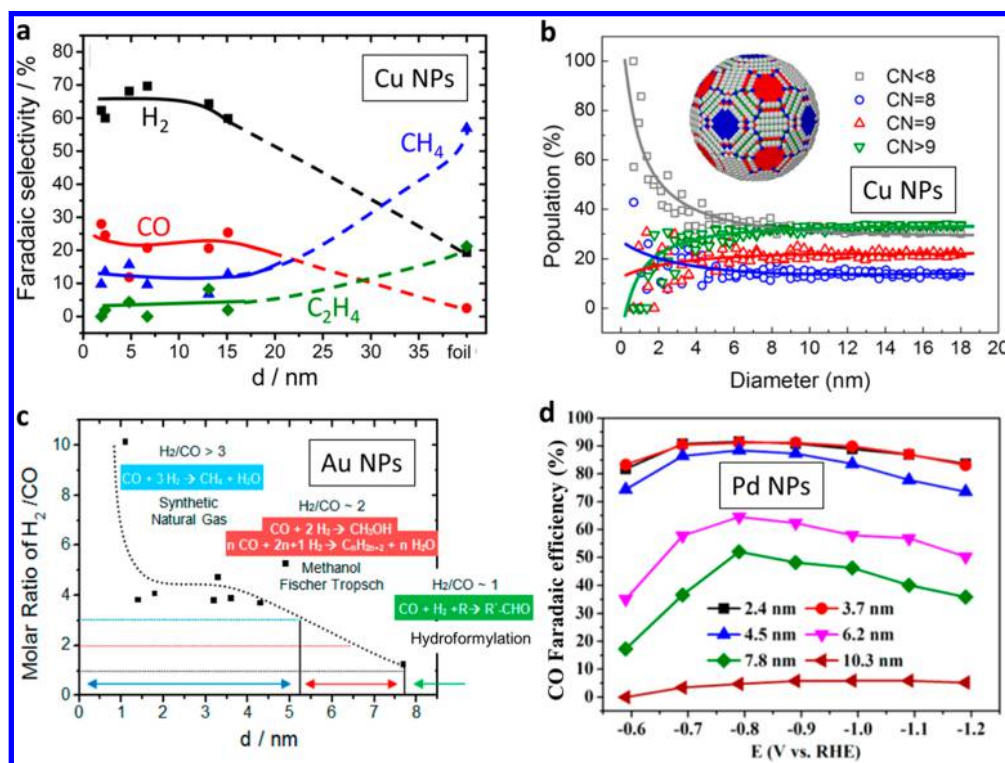 a
Faradaic selectivity / %
80
70
60
50
40
30
20
10
0
Cu NPs
H₂
CH₄
CO
C₂H₄
0 5 10 15 20 25 30 35 foil
d / nm
b
Population (%)
100
80
60
40
20
0
CN<8
CN=8
CN=9
CN>9
Cu NPs
0 2 4 6 8 10 12 14 16 18 20
Diameter (nm)
c
Molar Ratio of H₂ /CO
10
8
6
4
2
0
Au NPs
H₂/CO > 3
CO + 3 H₂→ CH₄ + H₂O
Synthetic
Natural Gas
H₂/CO ~ 2
CO + 2 H₂→ CH₃OH
n CO + 2n+1 H₂→ CₙH₂ₙ₊₂ + n H₂O
Methanol
Fischer Tropsch
H₂/CO ~ 1
CO + H₂ +R→ R´-CHO
Hydroformylation
0 1 2 3 4 5 6 7 8
d / nm
d
CO Faradaic efficiency (%)
100
90
80
70
60
50
40
30
20
10
0
Pd NPs
2.4 nm 3.7 nm
4.5 nm 6.2 nm
7.8 nm 10.3 nm
-0.6 -0.7 -0.8 -0.9 -1.0 -1.1 -1.2
E (V vs. RHE)